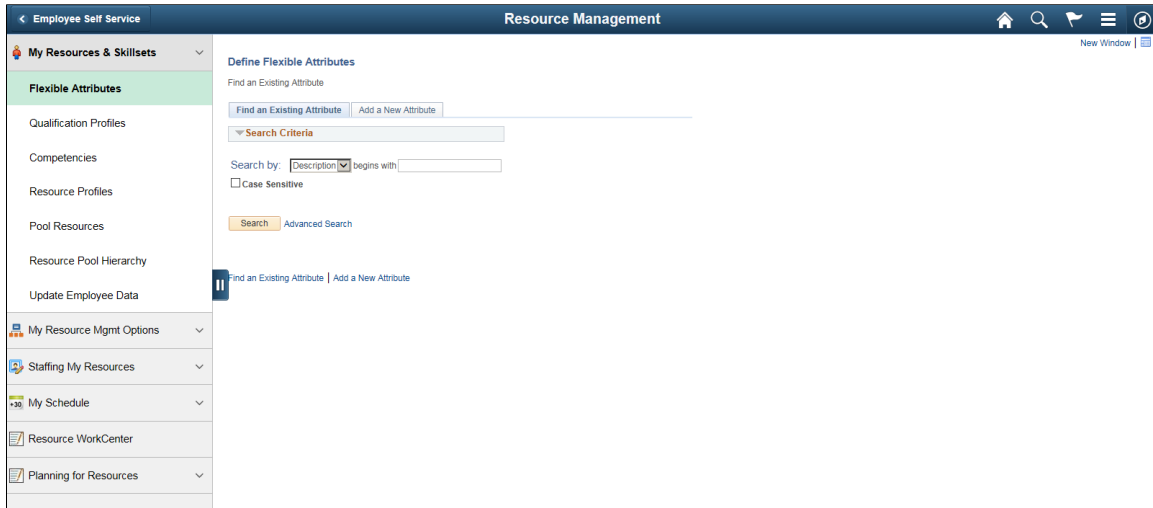 Employee Self Service
Resource Management
New Window
My Resources & Skillsets
Flexible Attributes
Qualification Profiles
Competencies
Resource Profiles
Pool Resources
Resource Pool Hierarchy
Update Employee Data
My Resource Mgmt Options
Staffing My Resources
+30 My Schedule
Resource WorkCenter
Planning for Resources
Define Flexible Attributes
Find an Existing Attribute
Find an Existing Attribute Add a New Attribute
Search Criteria
Search by: Description begins with
Case Sensitive
Search Advanced Search
Find an Existing Attribute | Add a New Attribute